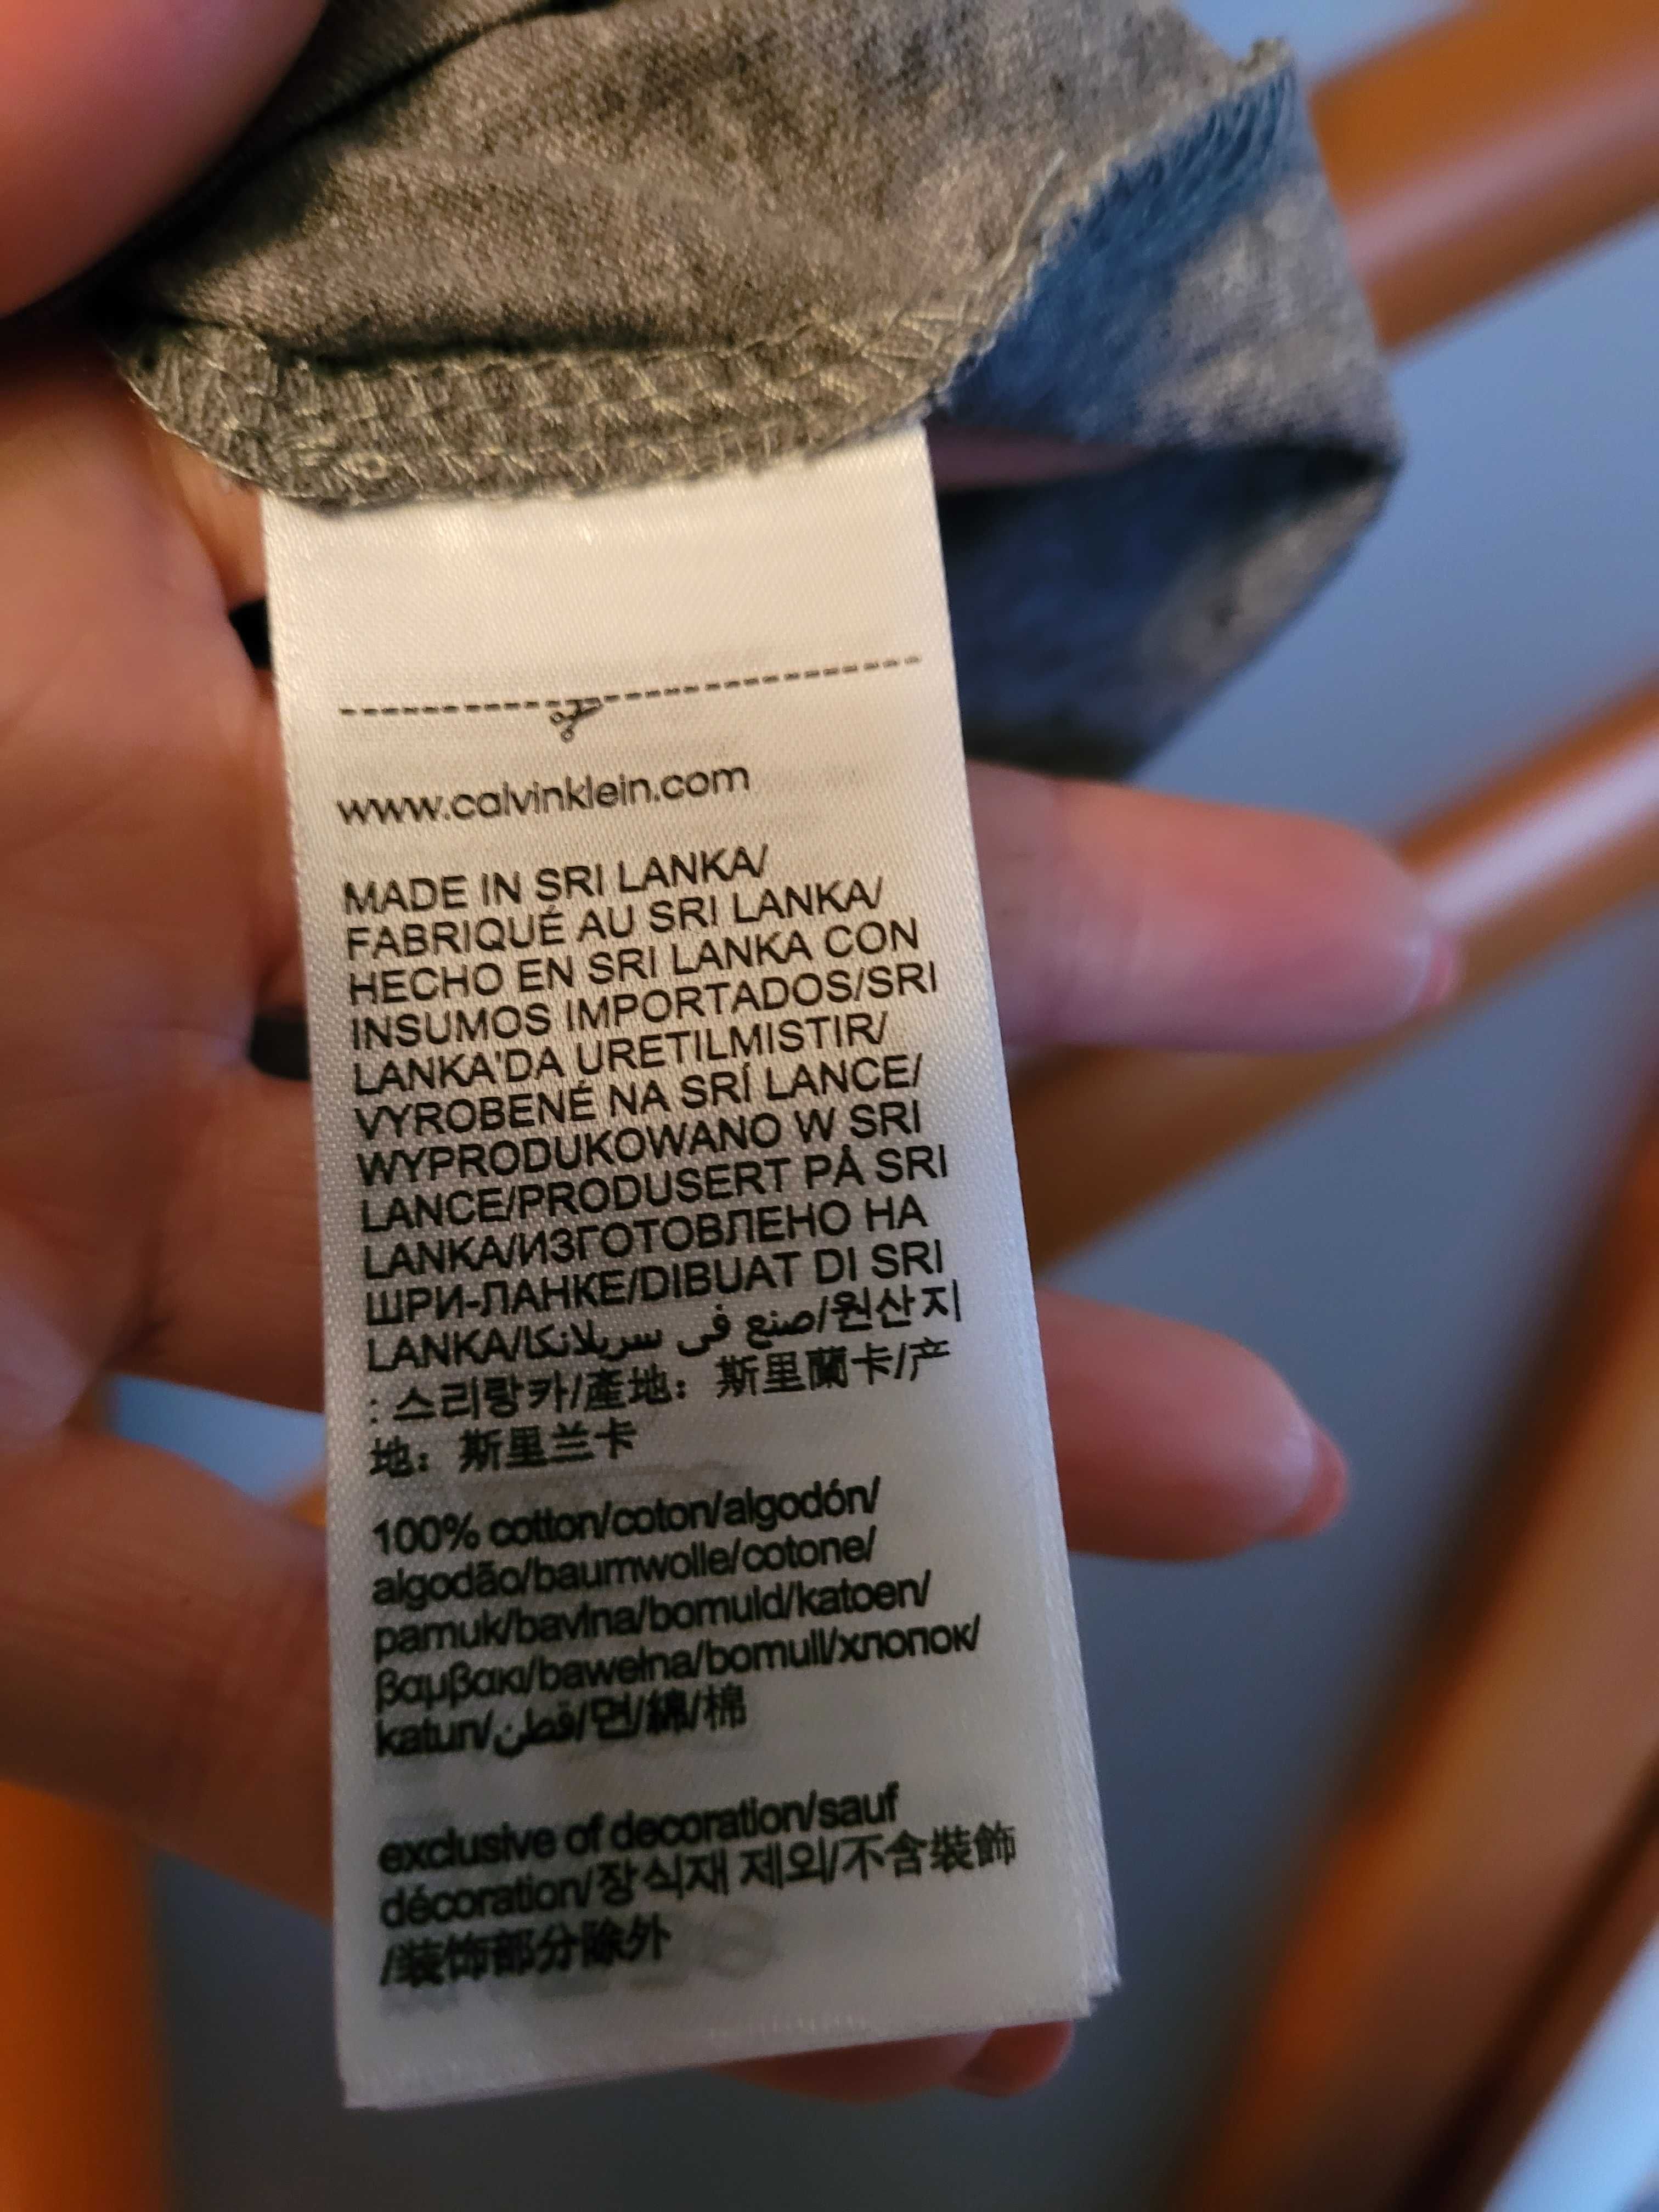 www.calvinklein.com
MADE IN SRI LANKA/
FABRIQUÉ AU SRI LANKA/
HECHO EN SRI LANKA CON
INSUMOS IMPORTADOS/SRI
LANKA'DA URETILMISTIR/
VYROBENÉ NA SRÍ LANCE/
WYPRODUKOWANO W SRI
LANCE/PRODUSERT PÅ SRI
LANKA/ИЗГОТОВЛЕНО НА
ШРИ-ЛАНКЕ/DIBUAT DI SRI
LANKA/صنع في سريلانكا/원산지
: 스리랑카/產地：斯里蘭卡/产
地：斯里兰卡
100% cotton/coton/algodón/
algodão/baumwolle/cotone/
pamuk/bavlna/bomuld/katoen/
βαμβακι/bawełna/bomull/хлопок/
katun/قطن/면/綿/棉
exclusive of decoration/sauf
décoration/장식재 제외/不含裝飾
/装饰部分除外